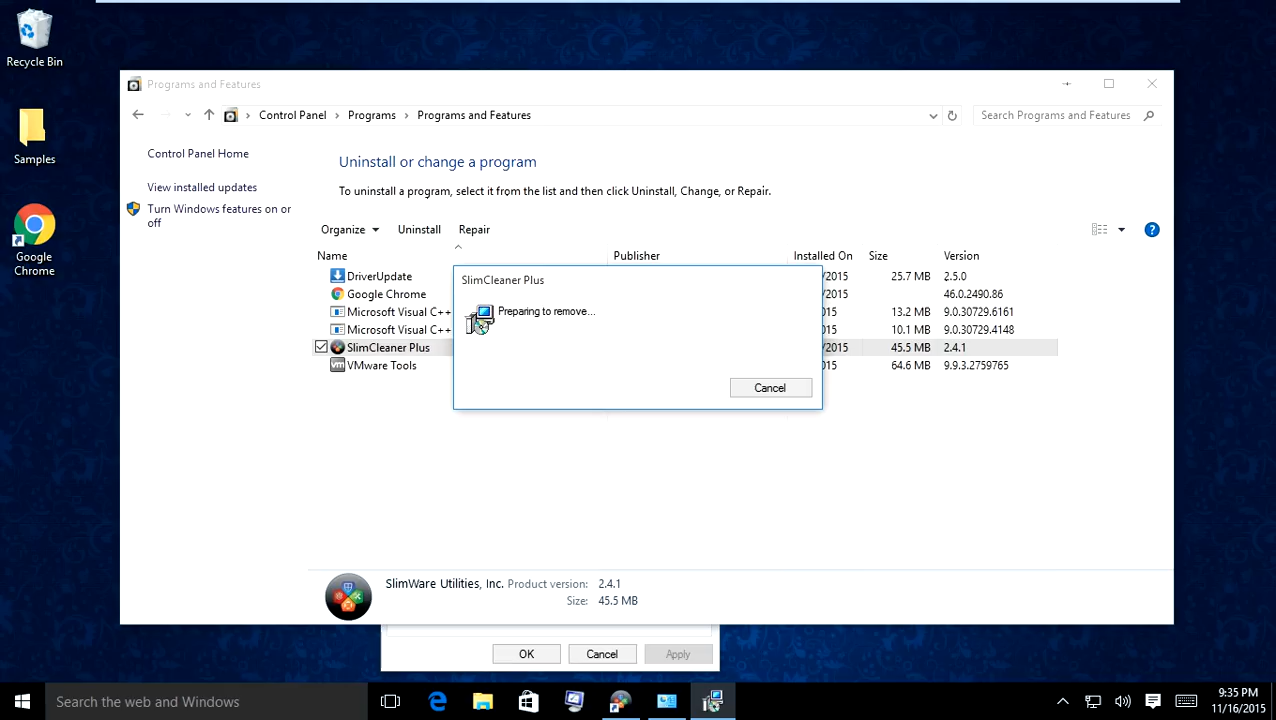 Recycle Bin
Samples
Google
Chrome
Programs and Features
Control Panel › Programs › Programs and Features
Search Programs and Features
Control Panel Home
View installed updates
Turn Windows features on or
off
Uninstall or change a program
To uninstall a program, select it from the list and then click Uninstall, Change, or Repair.
Organize Uninstall Repair
Name Publisher Installed On Size Version
DriverUpdate /2015 25.7 MB 2.5.0
Google Chrome /2015 46.0.2490.86
Microsoft Visual C++ /2015 13.2 MB 9.0.30729.6161
Microsoft Visual C++ /2015 10.1 MB 9.0.30729.4148
SlimCleaner Plus /2015 45.5 MB 2.4.1
VMware Tools 015 64.6 MB 9.9.3.2759765
SlimCleaner Plus
Preparing to remove...
Cancel
SlimWare Utilities, Inc. Product version: 2.4.1
Size: 45.5 MB
OK Cancel Apply
Search the web and Windows
9:35 PM
11/16/2015